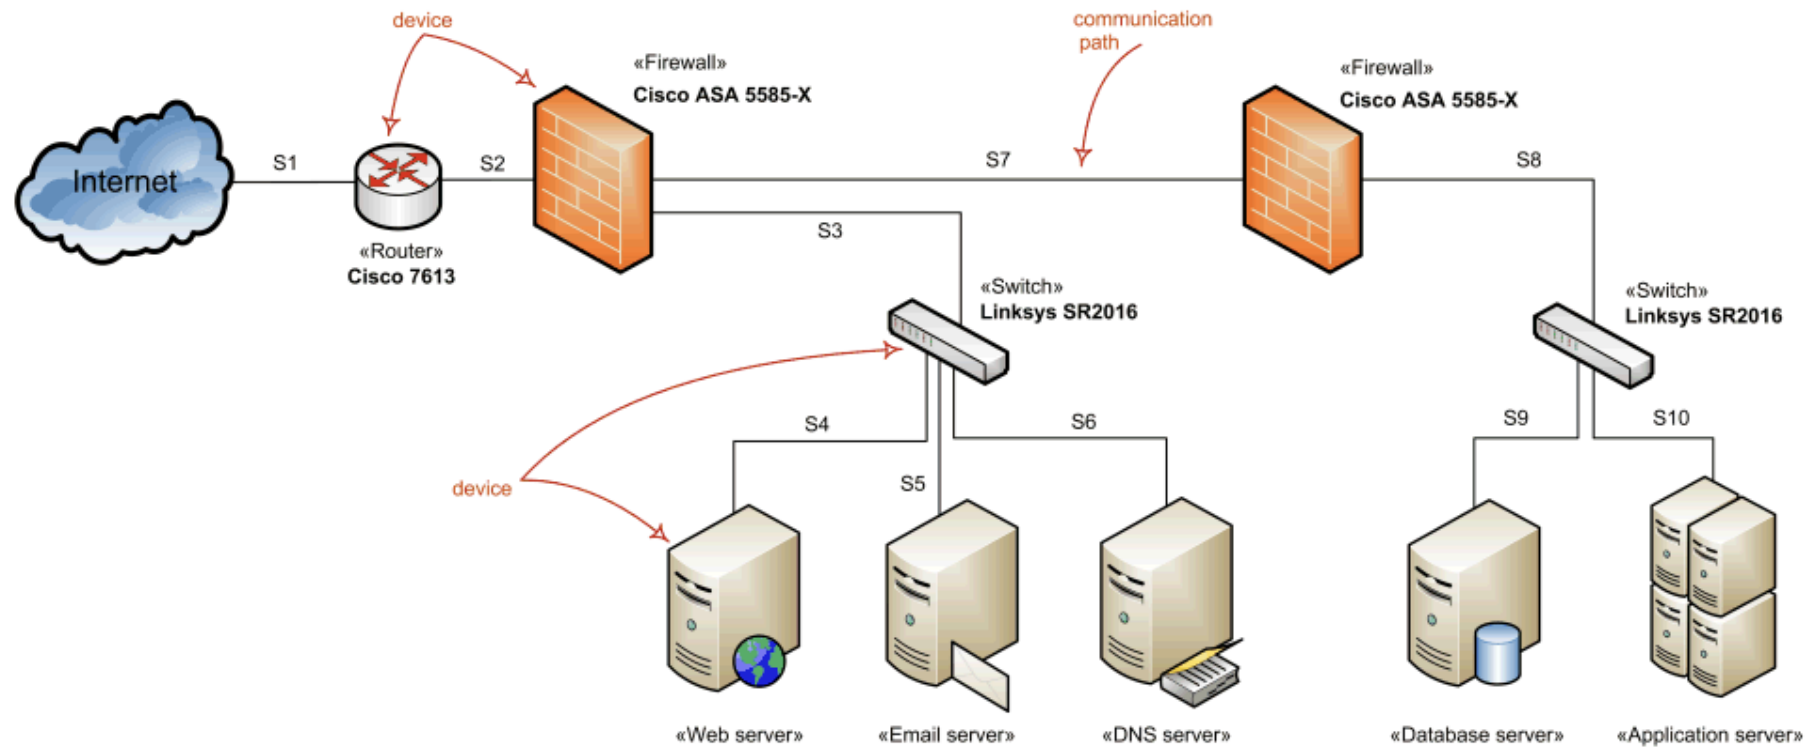 device
communication
path
«Firewall»
Cisco ASA 5585-X
«Firewall»
Cisco ASA 5585-X
Internet
S1
S2
S7
S8
«Router»
Cisco 7613
S3
«Switch»
Linksys SR2016
«Switch»
Linksys SR2016
S4
S6
S9
S10
device
S5
«Web server»
«Email server»
«DNS server»
«Database server»
«Application server»